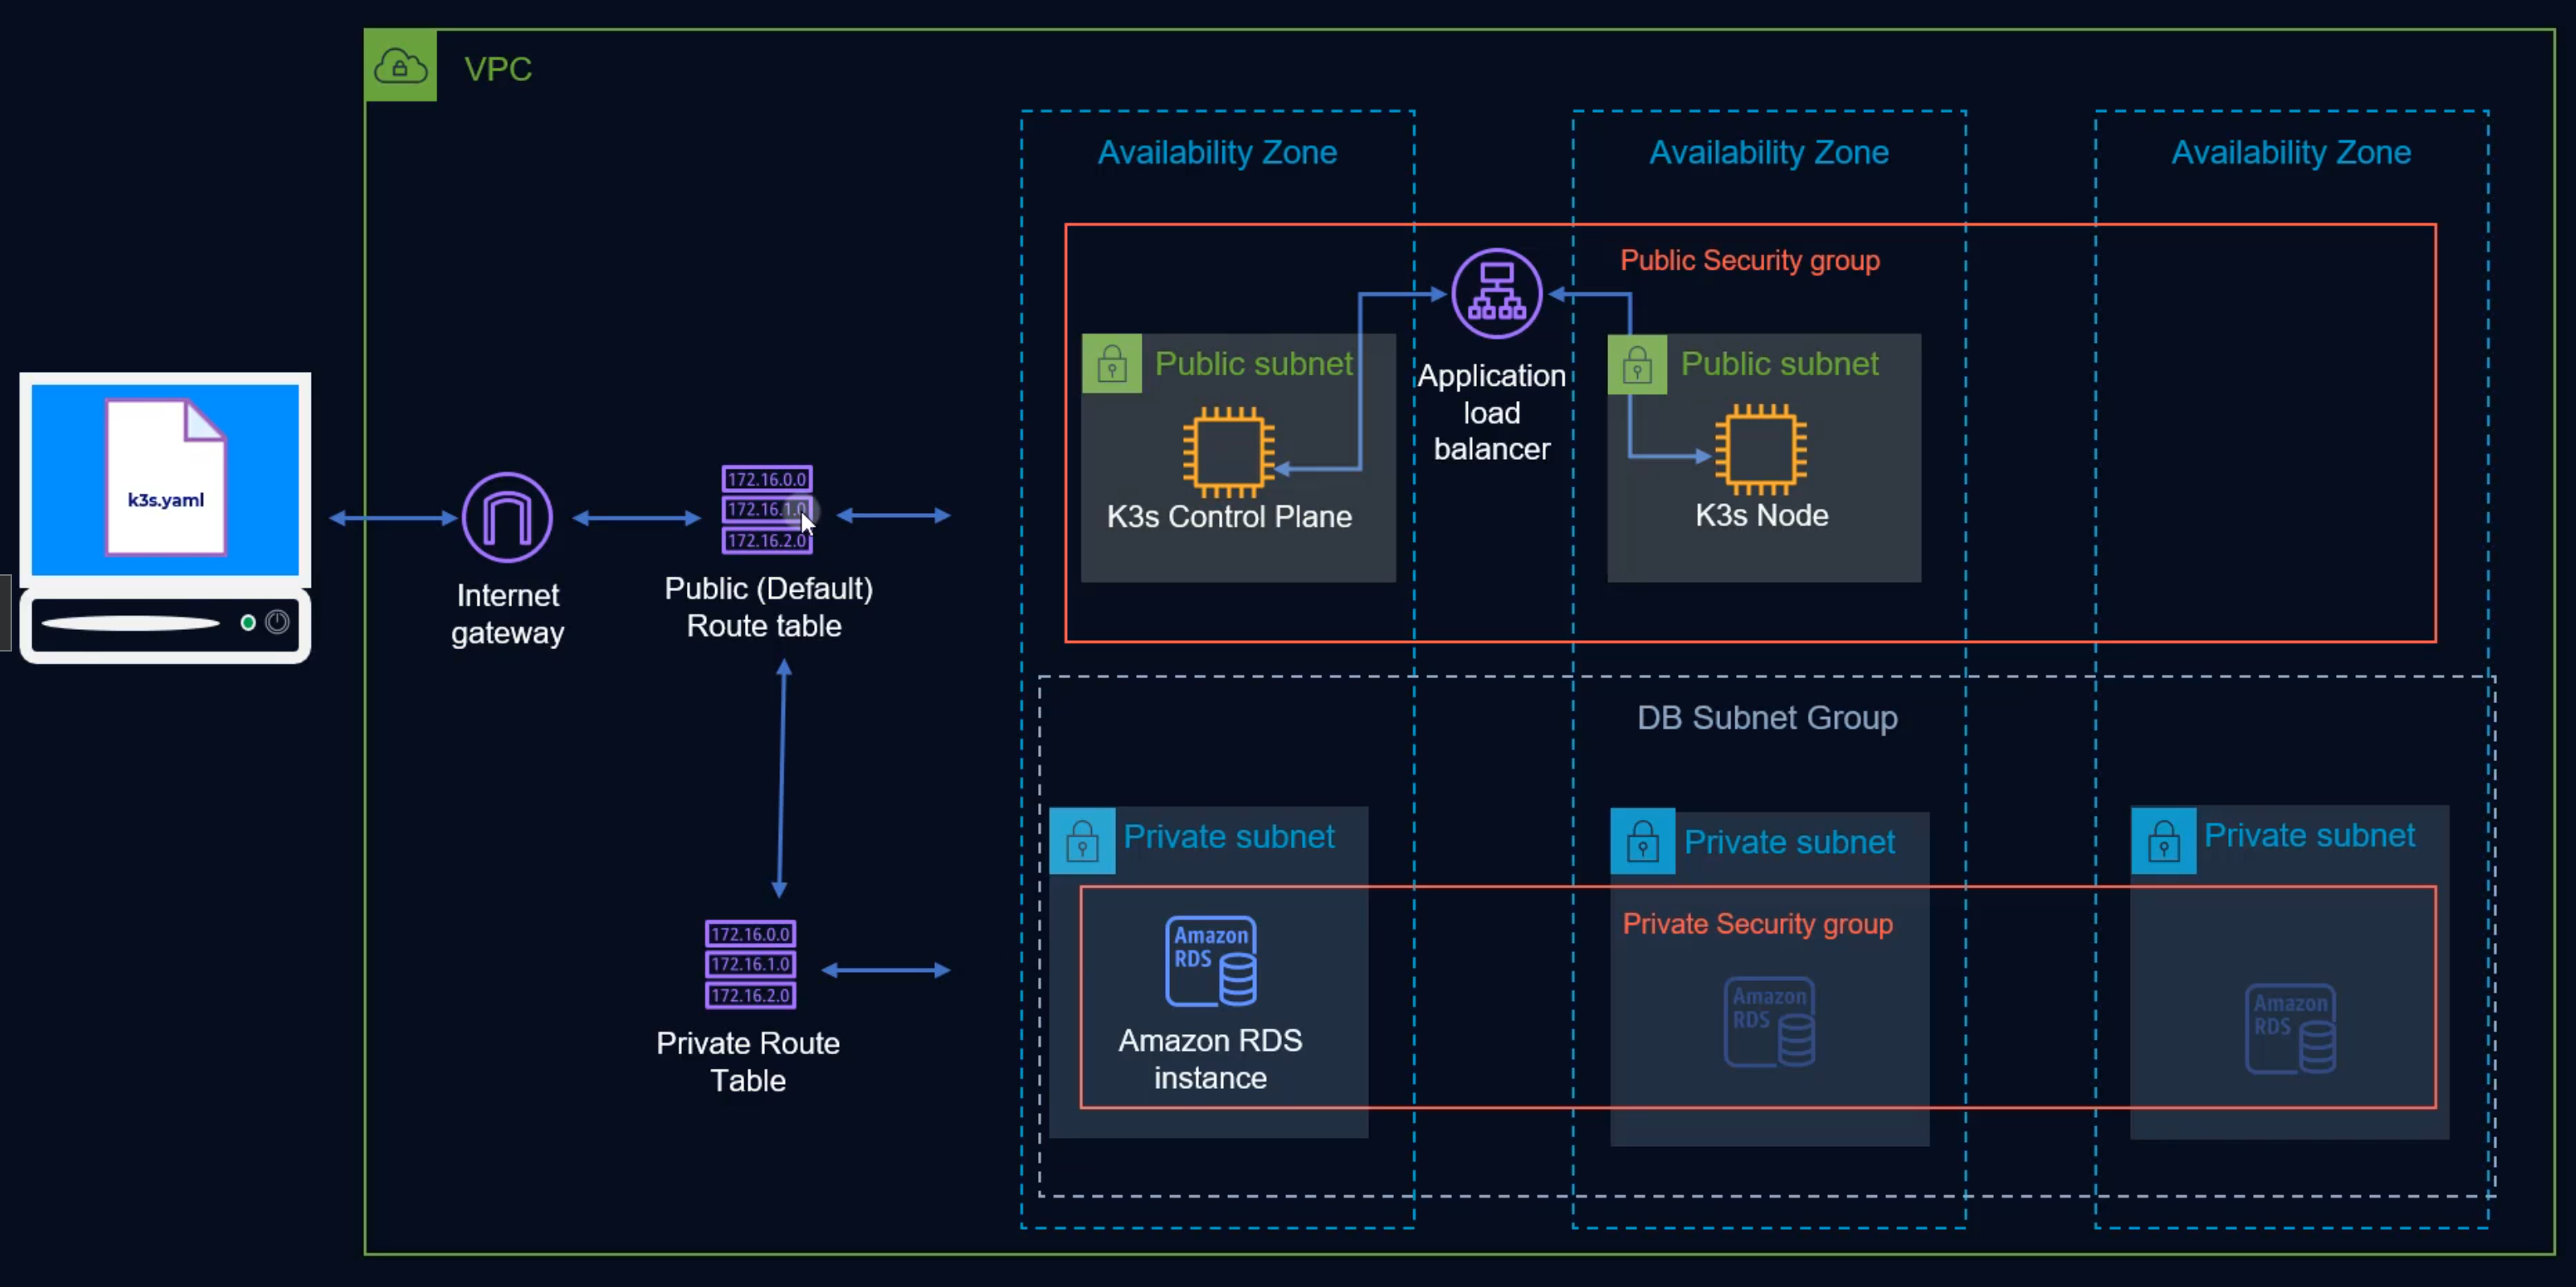 VPC
Availability Zone
Availability Zone
Availability Zone
Public Security group
Public subnet
Application
load
balancer
Public subnet
K3s Control Plane
K3s Node
k3s.yaml
Internet
gateway
172.16.0.0
172.16.1.0
172.16.2.0
Public (Default)
Route table
DB Subnet Group
Private subnet
Private subnet
Private subnet
Private Security group
172.16.0.0
172.16.1.0
172.16.2.0
Private Route
Table
Amazon
RDS
Amazon RDS
instance
Amazon
RDS
Amazon
RDS